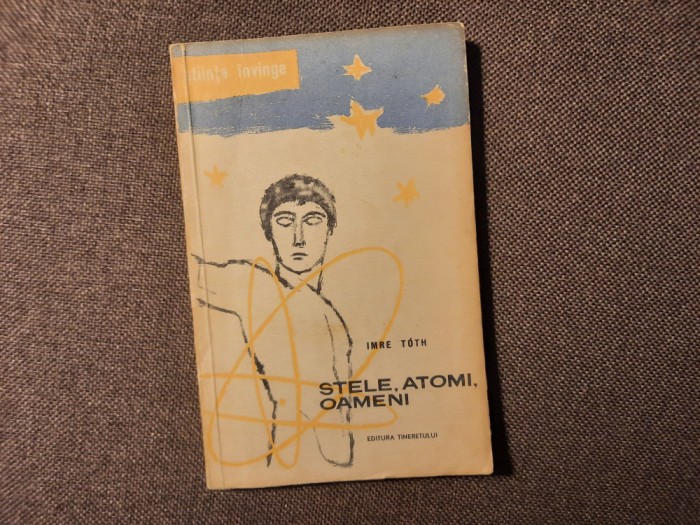 știința învinge
IMRE TÓTH
STELE, ATOMI,
OAMENI
EDITURA TINERETULUI